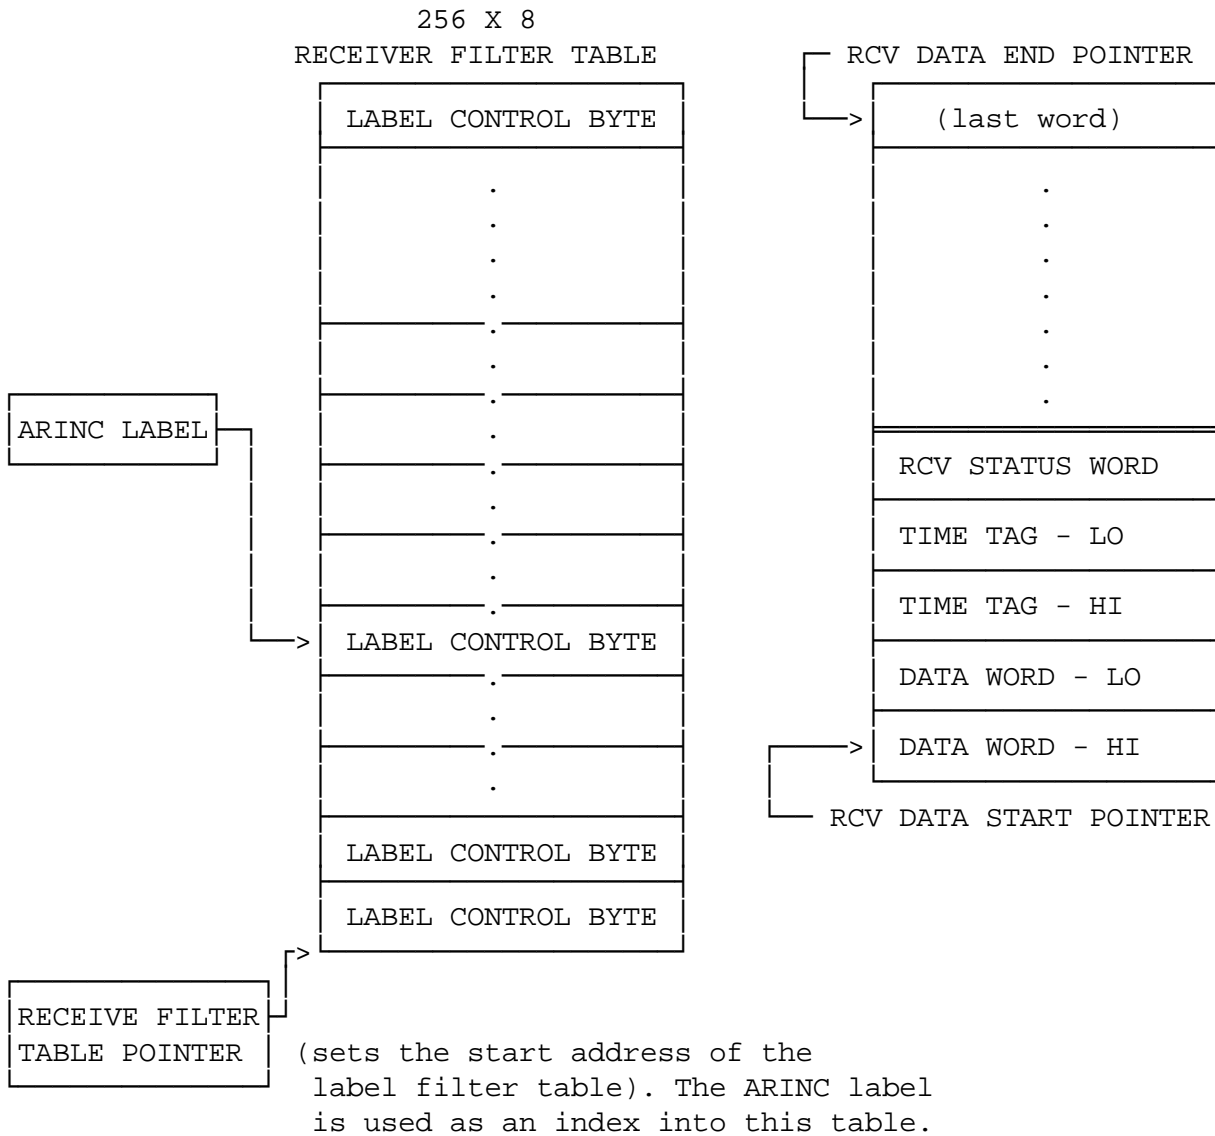 256 X 8
RECEIVER FILTER TABLE
LABEL CONTROL BYTE
ARINC LABEL
LABEL CONTROL BYTE
LABEL CONTROL BYTE
LABEL CONTROL BYTE
RECEIVE FILTER
TABLE POINTER
(sets the start address of the
label filter table). The ARINC label
is used as an index into this table.
RCV DATA END POINTER
(last word)
RCV STATUS WORD
TIME TAG - LO
TIME TAG - HI
DATA WORD - LO
DATA WORD - HI
RCV DATA START POINTER